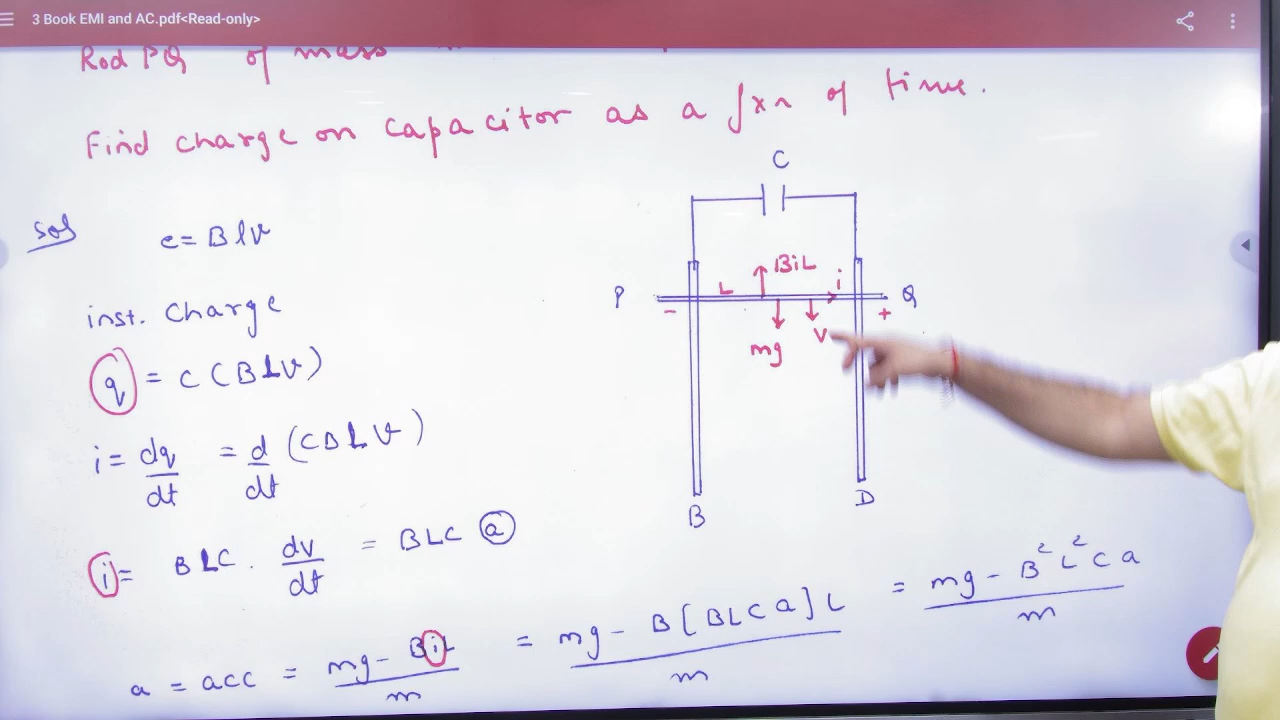 3 Book EMI and AC.pdf<Read-only>
Rod PQ of mass
Find charge on capacitor as a fxn of time.
Sol
e = Blv
inst. Charge
q = C(BLV)
i = dq/dt = d/dt (CBLV)
i = BLC . dv/dt = BLC a
a = acc = mg - BiL / m = mg - B[BLCa]L / m = mg - B²L²Ca / m
C
BiL
P L i Q
- +
mg v
B D